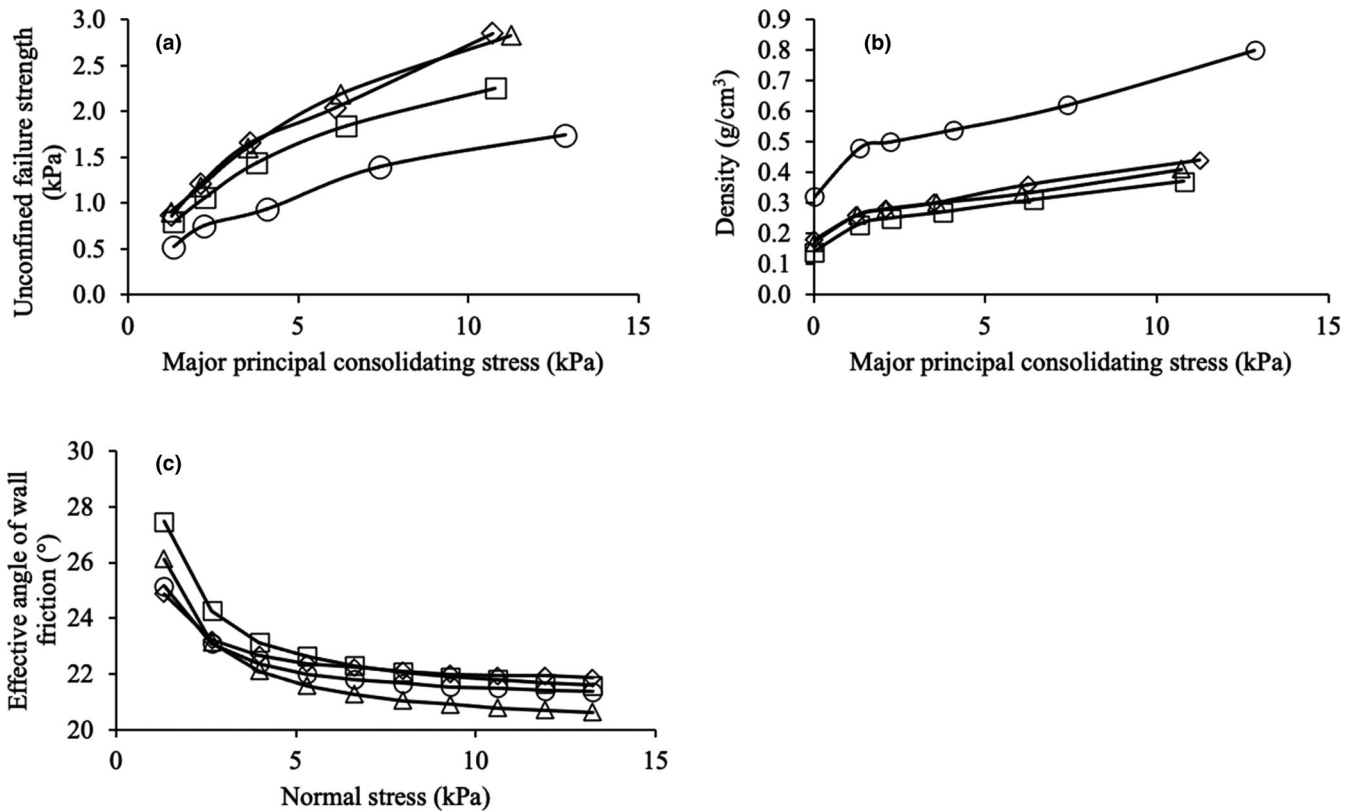 (a)
Unconfined failure strength
(kPa)
3.0
2.5
2.0
1.5
1.0
0.5
0.0
0 5 10 15
Major principal consolidating stress (kPa)
(b)
Density (g/cm³)
0.9
0.8
0.7
0.6
0.5
0.4
0.3
0.2
0.1
0.0
0 5 10 15
Major principal consolidating stress (kPa)
(c)
Effective angle of wall
friction (°)
30
28
26
24
22
20
0 5 10 15
Normal stress (kPa)